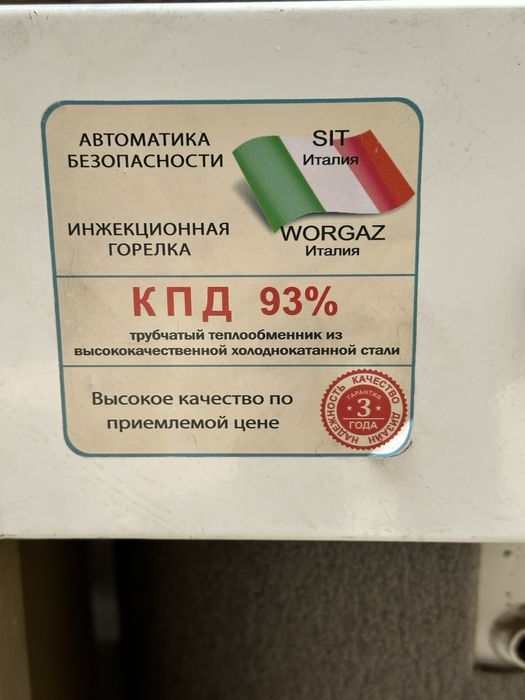 АВТОМАТИКА
БЕЗОПАСНОСТИ
SIT
Италия
ИНЖЕКЦИОННАЯ
ГОРЕЛКА
WORGAZ
Италия
КПД 93%
трубчатый теплообменник из
высококачественной холоднокатанной стали
Высокое качество по
приемлемой цене
НАДЕЖНОСТЬ КАЧЕСТВО ДИЗАЙН
ГАРАНТИЯ
3
ГОДА